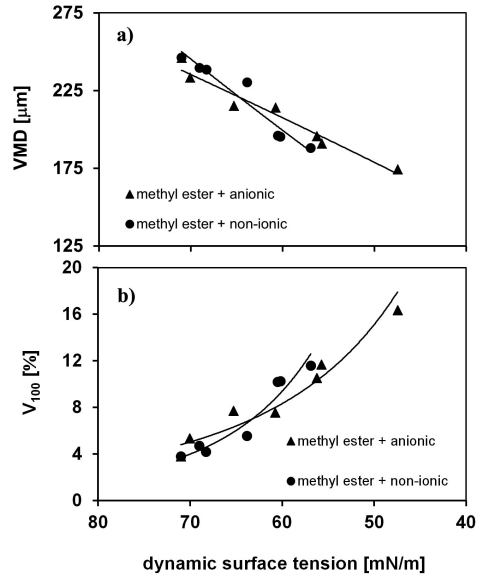 275
a)
225
VMD [µm]
175
methyl ester + anionic
methyl ester + non-ionic
125
20
b)
16
12
V100 [%]
8
4
methyl ester + anionic
methyl ester + non-ionic
0
80 70 60 50 40
dynamic surface tension [mN/m]